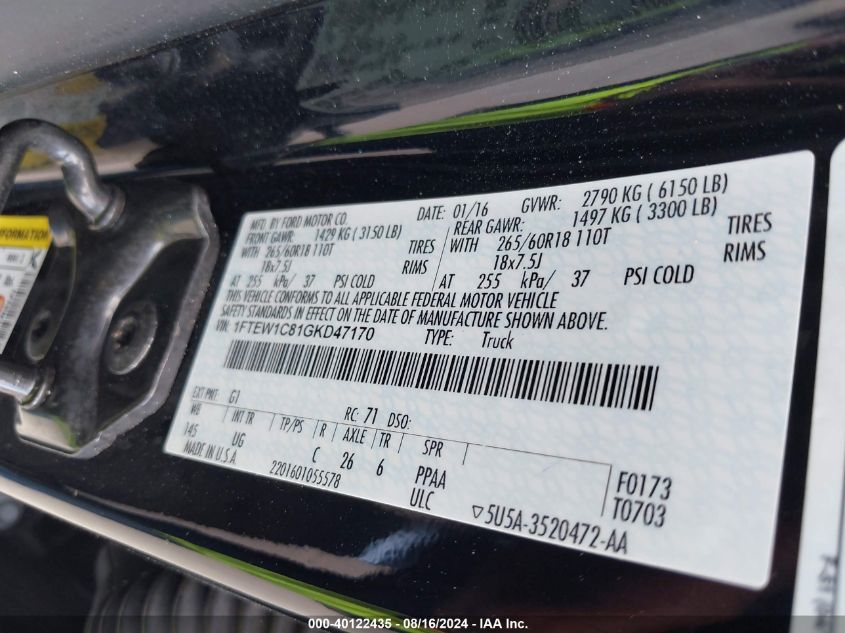 MFD. BY FORD MOTOR CO.
DATE: 01/16 GVWR: 2790 KG ( 6150 LB)
FRONT GAWR: 1429 KG ( 3150 LB) REAR GAWR: 1497 KG ( 3300 LB)
WITH 265/60R18 110T TIRES WITH 265/60R18 110T TIRES
18x7.5J RIMS 18x7.5J RIMS
AT 255 kPa/ 37 PSI COLD AT 255 kPa/ 37 PSI COLD
THIS VEHICLE CONFORMS TO ALL APPLICABLE FEDERAL MOTOR VEHICLE
SAFETY STANDARDS IN EFFECT ON THE DATE OF MANUFACTURE SHOWN ABOVE.
VIN: 1FTEW1C81GKD47170 TYPE: Truck
EXT PNT: G1 RC: 71 DSO:
WB INT TR TP/PS R AXLE TR SPR
145 UG C 26 6 PPAA F0173
MADE IN U.S.A. 2201601055578 ULC T0703
▽5U5A-3520472-AA
--000-40122435 - 08/16/2024 - IAA Inc.